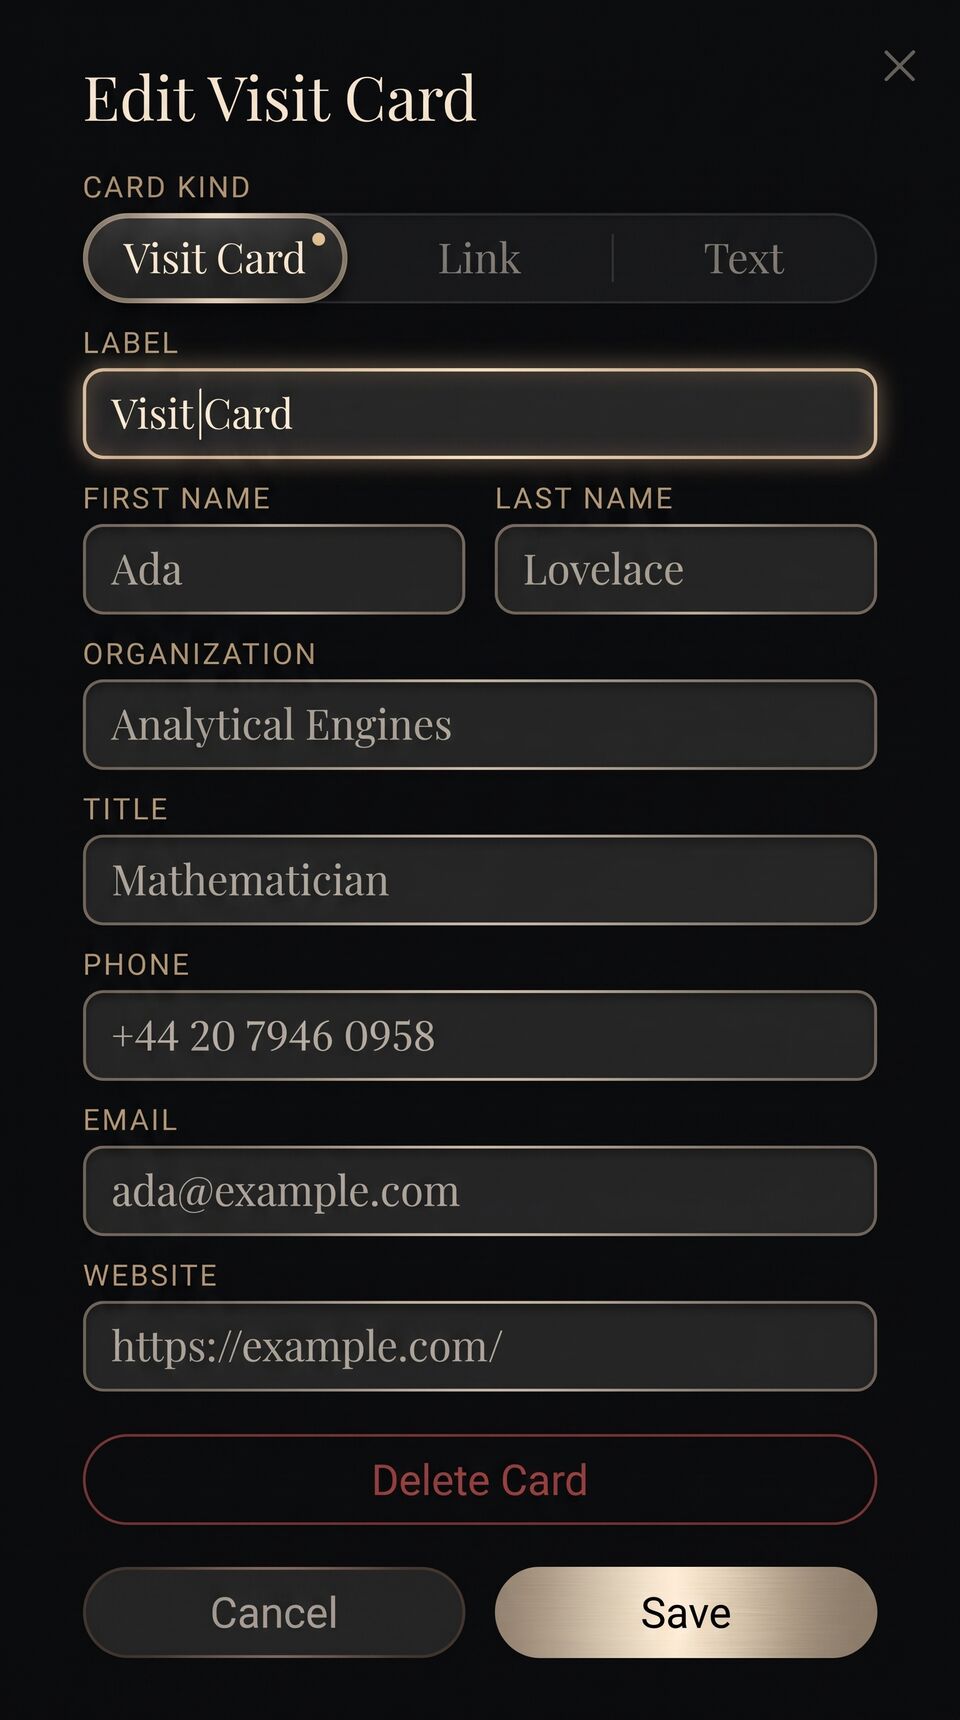 Edit Visit Card
CARD KIND
Visit Card Link Text
LABEL
Visit Card
FIRST NAME LAST NAME
Ada Lovelace
ORGANIZATION
Analytical Engines
TITLE
Mathematician
PHONE
+44 20 7946 0958
EMAIL
ada@example.com
WEBSITE
https://example.com/
Delete Card
Cancel Save